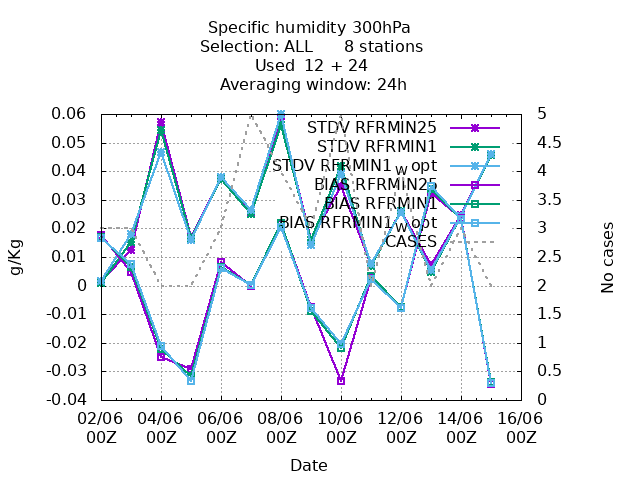 Specific humidity 300hPa
Selection: ALL      8 stations
Used  12 + 24
Averaging window: 24h
0.06
0.05
0.04
0.03
0.02
0.01
0
-0.01
-0.02
-0.03
-0.04
g/Kg
STDV RFRMIN25
STDV RFRMIN1
STDV RFRMIN1w opt
BIAS RFRMIN25
BIAS RFRMIN1
BIAS RFRMIN1w opt
CASES
5
4.5
4
3.5
3
2.5
2
1.5
1
0.5
0
No cases
02/06 04/06 06/06 08/06 10/06 12/06 14/06 16/06
00Z 00Z 00Z 00Z 00Z 00Z 00Z 00Z
Date